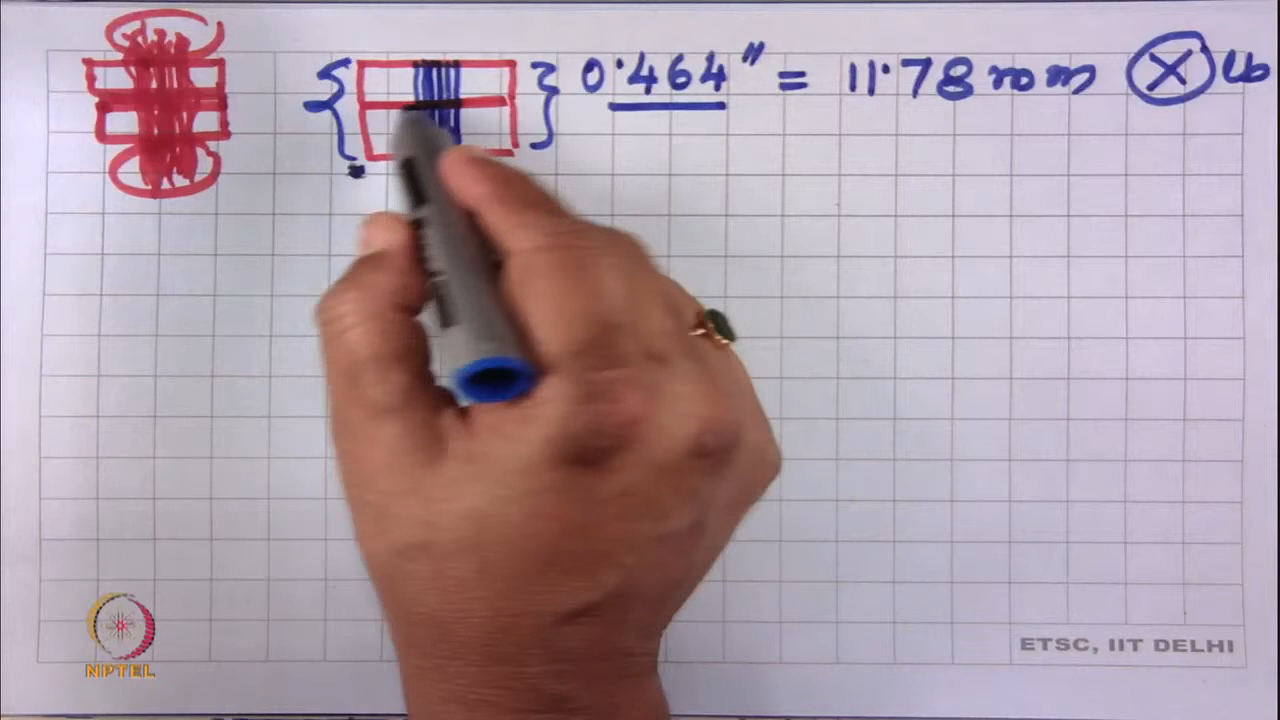 0.464" = 11.78 mm X lb
NPTEL
ETSC, IIT DELHI